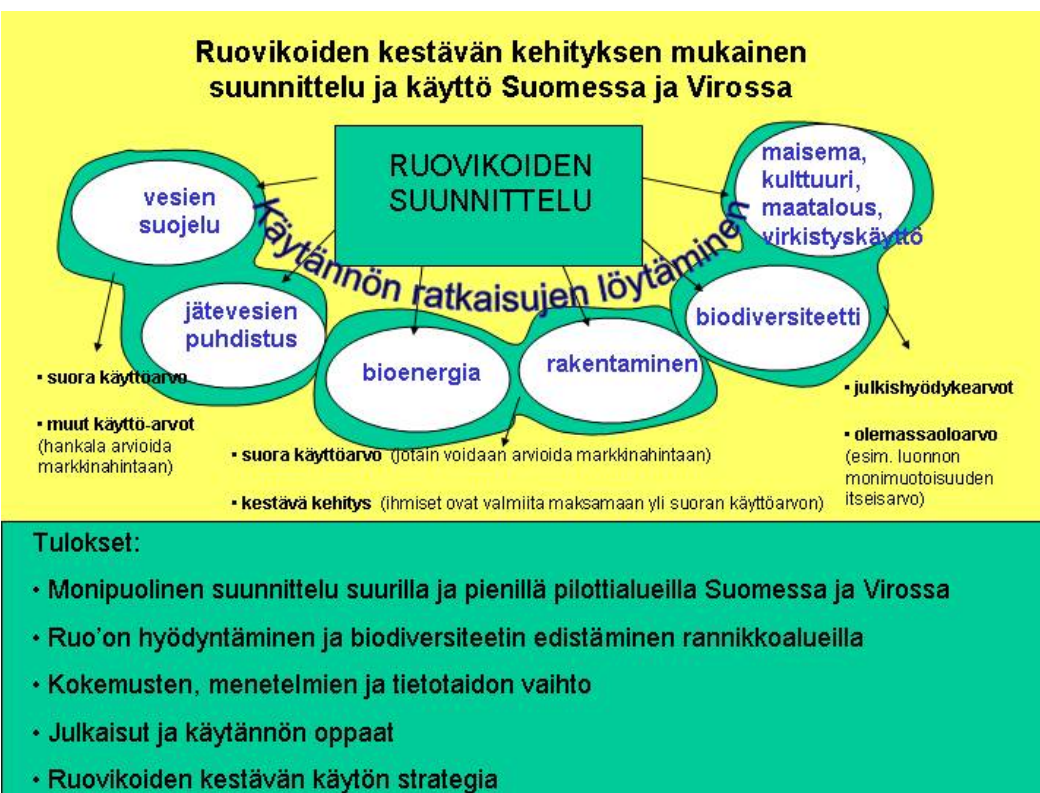 Ruovikoiden kestävän kehityksen mukainen
suunnittelu ja käyttö Suomessa ja Virossa
RUOVIKOIDEN
SUUNNITTELU
Käytännön ratkaisujen löytäminen
vesien
suojelu
jätevesien
puhdistus
bioenergia
rakentaminen
biodiversiteetti
maisema,
kulttuuri,
maatalous,
virkistyskäyttö
▪ suora käyttöarvo
▪ muut käyttö-arvot
(hankala arvioida
markkinahintaan)
▪ suora käyttöarvo (jotain voidaan arvioida markkinahintaan)
▪ kestävä kehitys (ihmiset ovat valmiita maksamaan yli suoran käyttöarvon)
▪ julkishyödykearvot
▪ olemassaoloarvo
(esim. luonnon
monimuotoisuuden
itseisarvo)
Tulokset:
• Monipuolinen suunnittelu suurilla ja pienillä pilottialueilla Suomessa ja Virossa
• Ruo'on hyödyntäminen ja biodiversiteetin edistäminen rannikkoalueilla
• Kokemusten, menetelmien ja tietotaidon vaihto
• Julkaisut ja käytännön oppaat
• Ruovikoiden kestävän käytön strategia